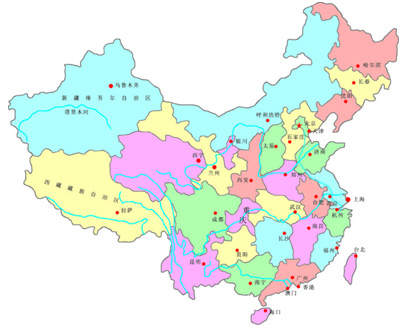 哈尔滨
长春
乌鲁木齐
沈阳
新疆维吾尔自治区
塔里木河
呼和浩特
北京
天津
银川
石家庄
太原
济南
西宁
兰州
郑州
西安
西藏藏族自治区
拉萨
合肥
上海
武汉
杭州
成都
重庆
南昌
长沙
贵阳
福州
台北
昆明
南宁
广州
香港
澳门
海口